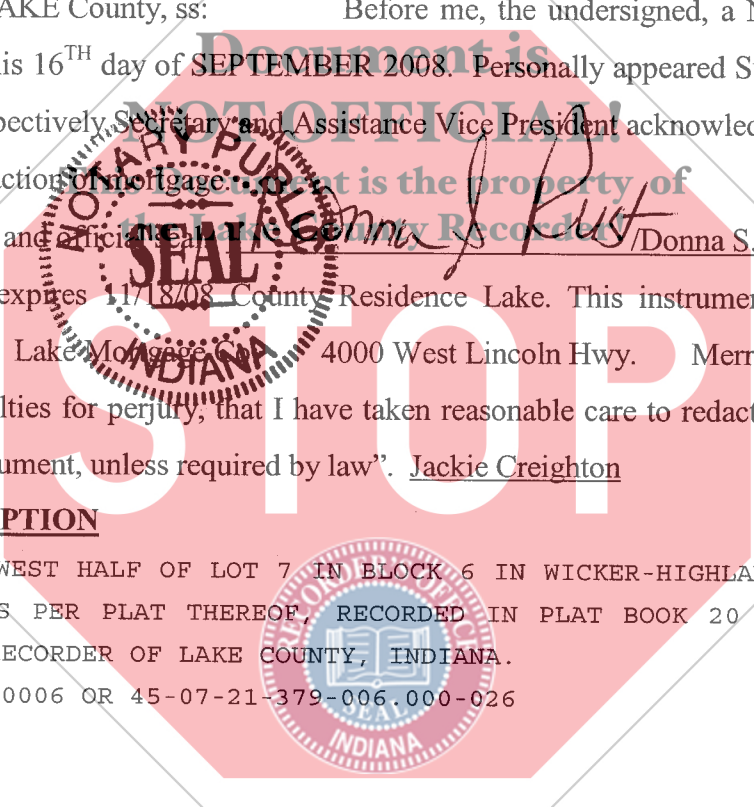 AKE County, ss: Before me, the undersigned, a N
is 16TH day of SEPTEMBER 2008. Personally appeared S
pectively Secretary and Assistance Vice President acknowled
action of mortgage.
and official seal. Donna S Rust /Donna S.
expires 11/18/08 County Residence Lake. This instrume
Lake Mortgage Co 4000 West Lincoln Hwy. Merr
lties for perjury, that I have taken reasonable care to redact
ument, unless required by law”. Jackie Creighton
PTION
WEST HALF OF LOT 7 IN BLOCK 6 IN WICKER-HIGHLA
S PER PLAT THEREOF, RECORDED IN PLAT BOOK 20
ECORDER OF LAKE COUNTY, INDIANA.
0006 OR 45-07-21-379-006.000-026
Document is
NOT OFFICIAL!
Document is the property of
the Lake County Recorder!
STOP
NOTARY PUBLIC
SEAL
INDIANA
RECORDER'S OFFICE
SEAL
INDIANA